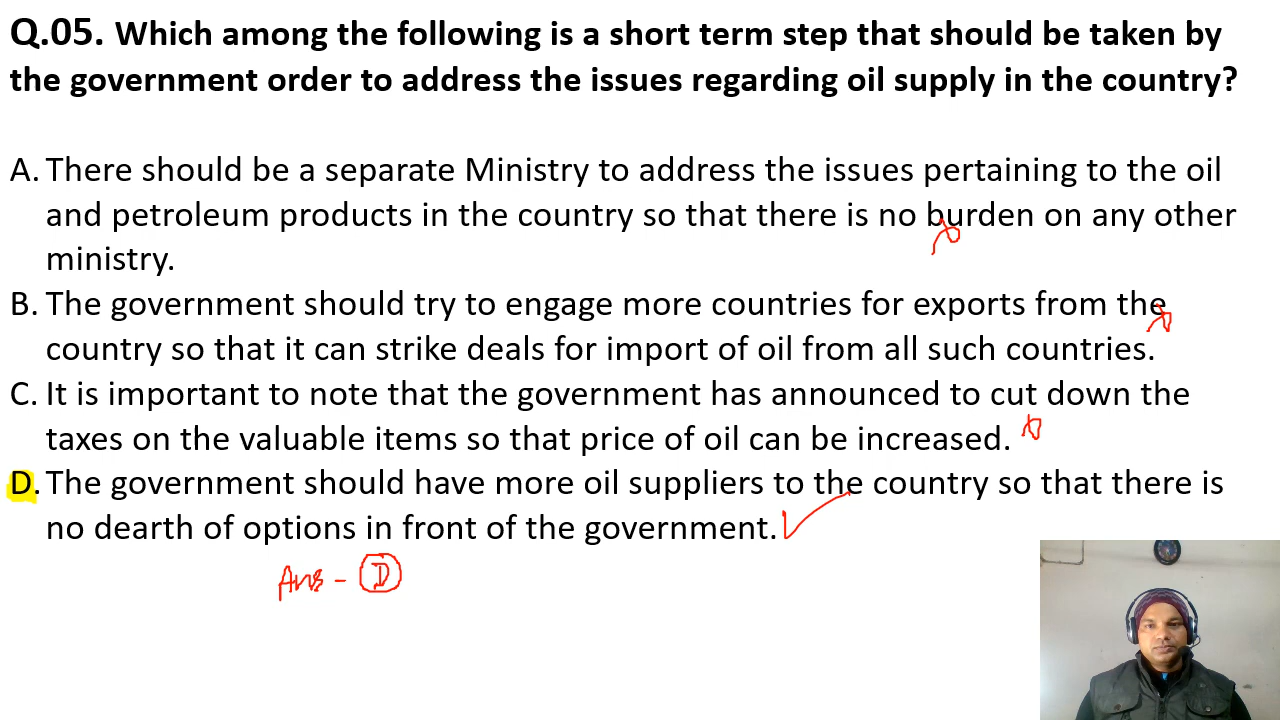 Q.05. Which among the following is a short term step that should be taken by
the government order to address the issues regarding oil supply in the country?
A. There should be a separate Ministry to address the issues pertaining to the oil
and petroleum products in the country so that there is no burden on any other
ministry.
B. The government should try to engage more countries for exports from the
country so that it can strike deals for import of oil from all such countries.
C. It is important to note that the government has announced to cut down the
taxes on the valuable items so that price of oil can be increased.
D. The government should have more oil suppliers to the country so that there is
no dearth of options in front of the government.
Ans - D